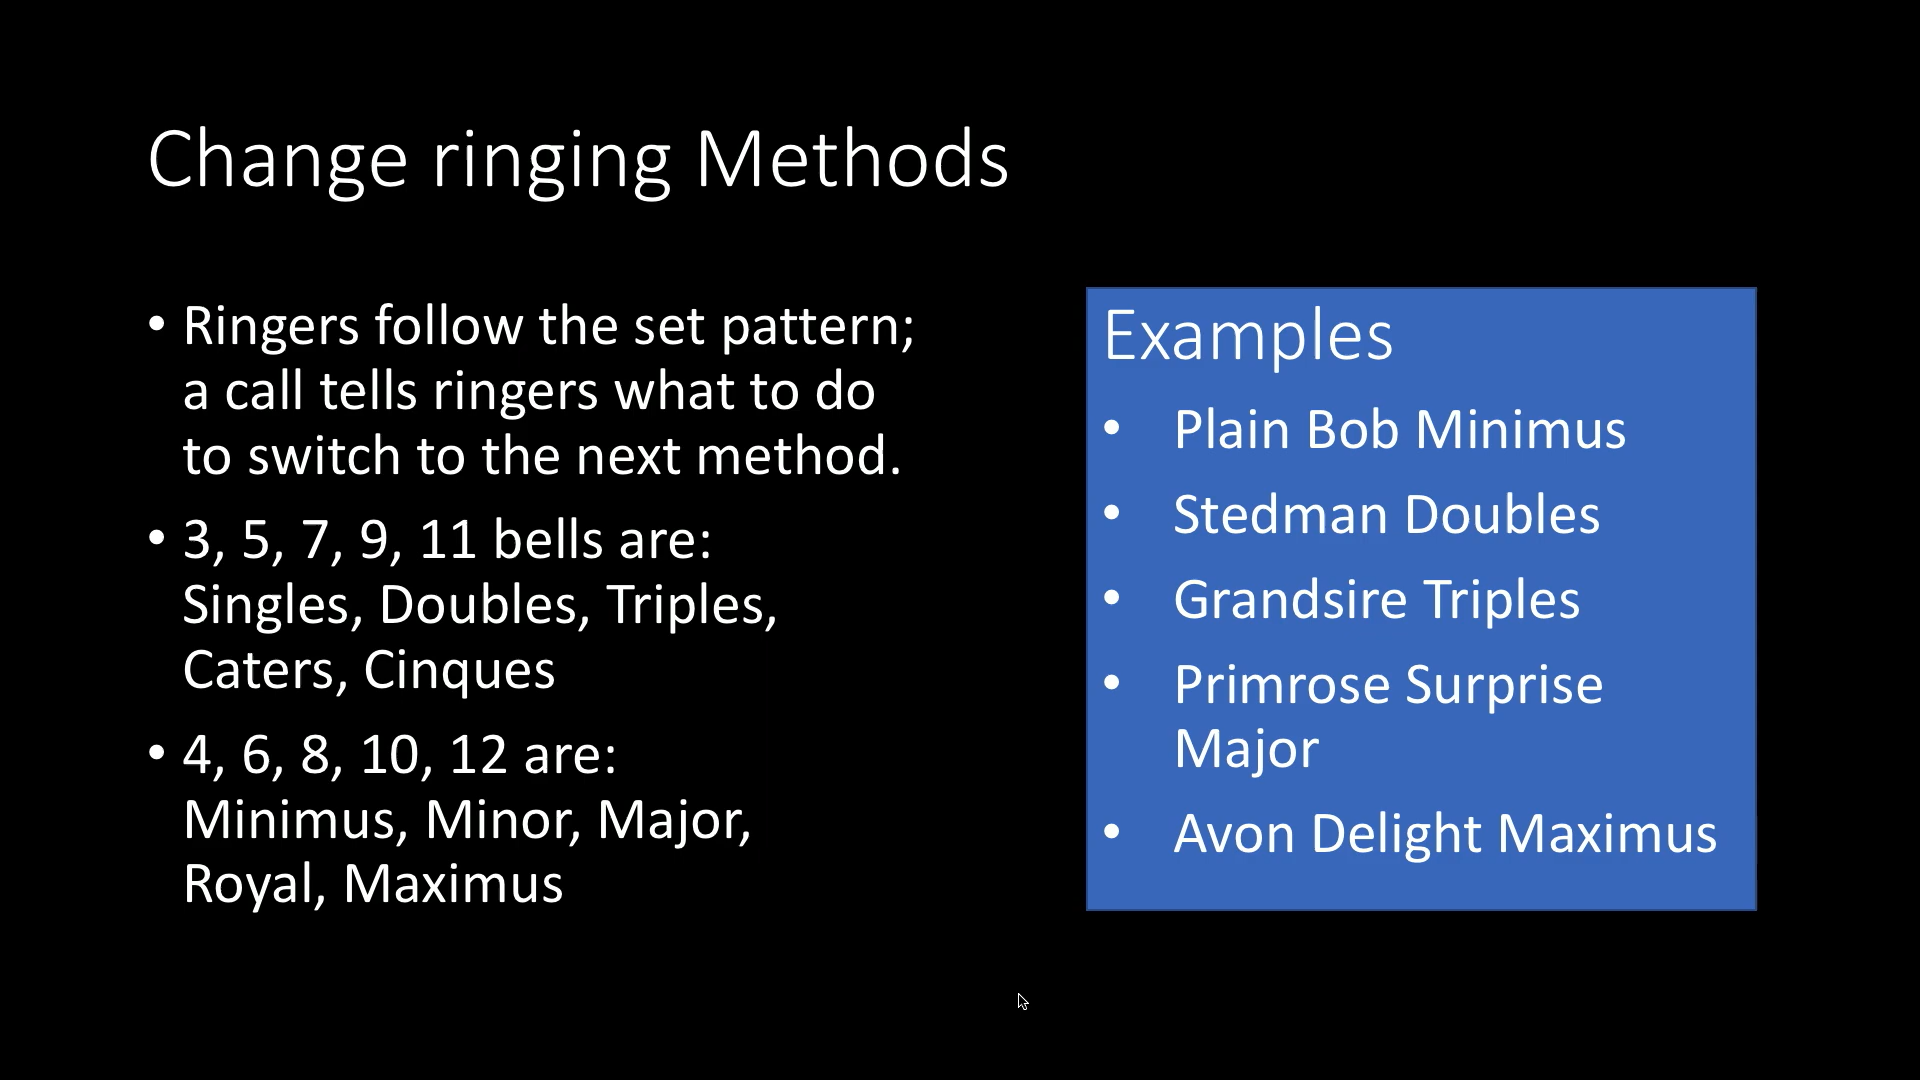 Change ringing Methods
• Ringers follow the set pattern;
a call tells ringers what to do
to switch to the next method.
• 3, 5, 7, 9, 11 bells are:
Singles, Doubles, Triples,
Caters, Cinques
• 4, 6, 8, 10, 12 are:
Minimus, Minor, Major,
Royal, Maximus
Examples
• Plain Bob Minimus
• Stedman Doubles
• Grandsire Triples
• Primrose Surprise
Major
• Avon Delight Maximus